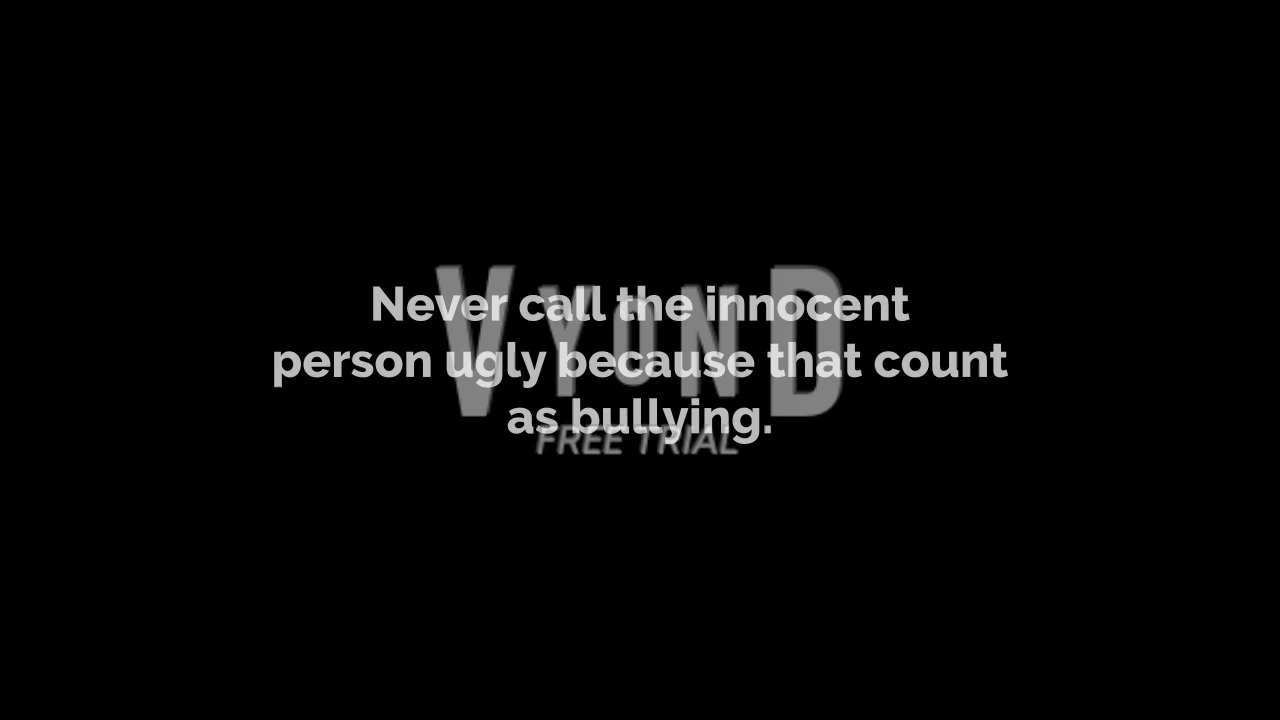 Never call the innocent
person ugly because that count
as bullying.
VYOND
FREE TRIAL